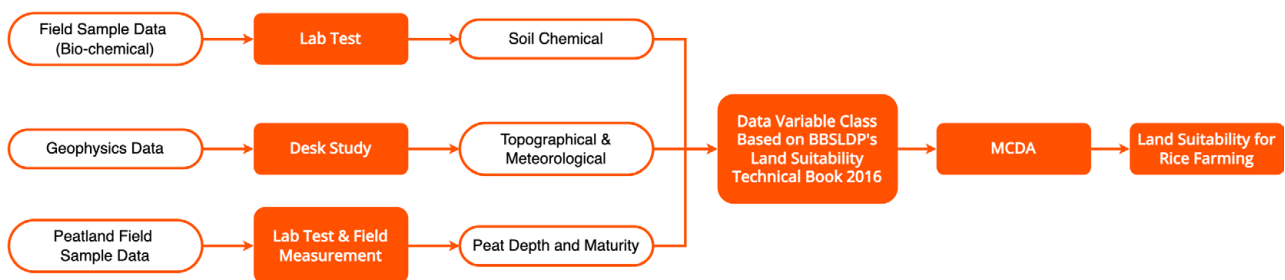 Field Sample Data
(Bio-chemical)
Lab Test
Soil Chemical
Geophysics Data
Desk Study
Topographical &
Meteorological
Peatland Field
Sample Data
Lab Test & Field
Measurement
Peat Depth and Maturity
Data Variable Class
Based on BBSLDP's
Land Suitability
Technical Book 2016
MCDA
Land Suitability for
Rice Farming